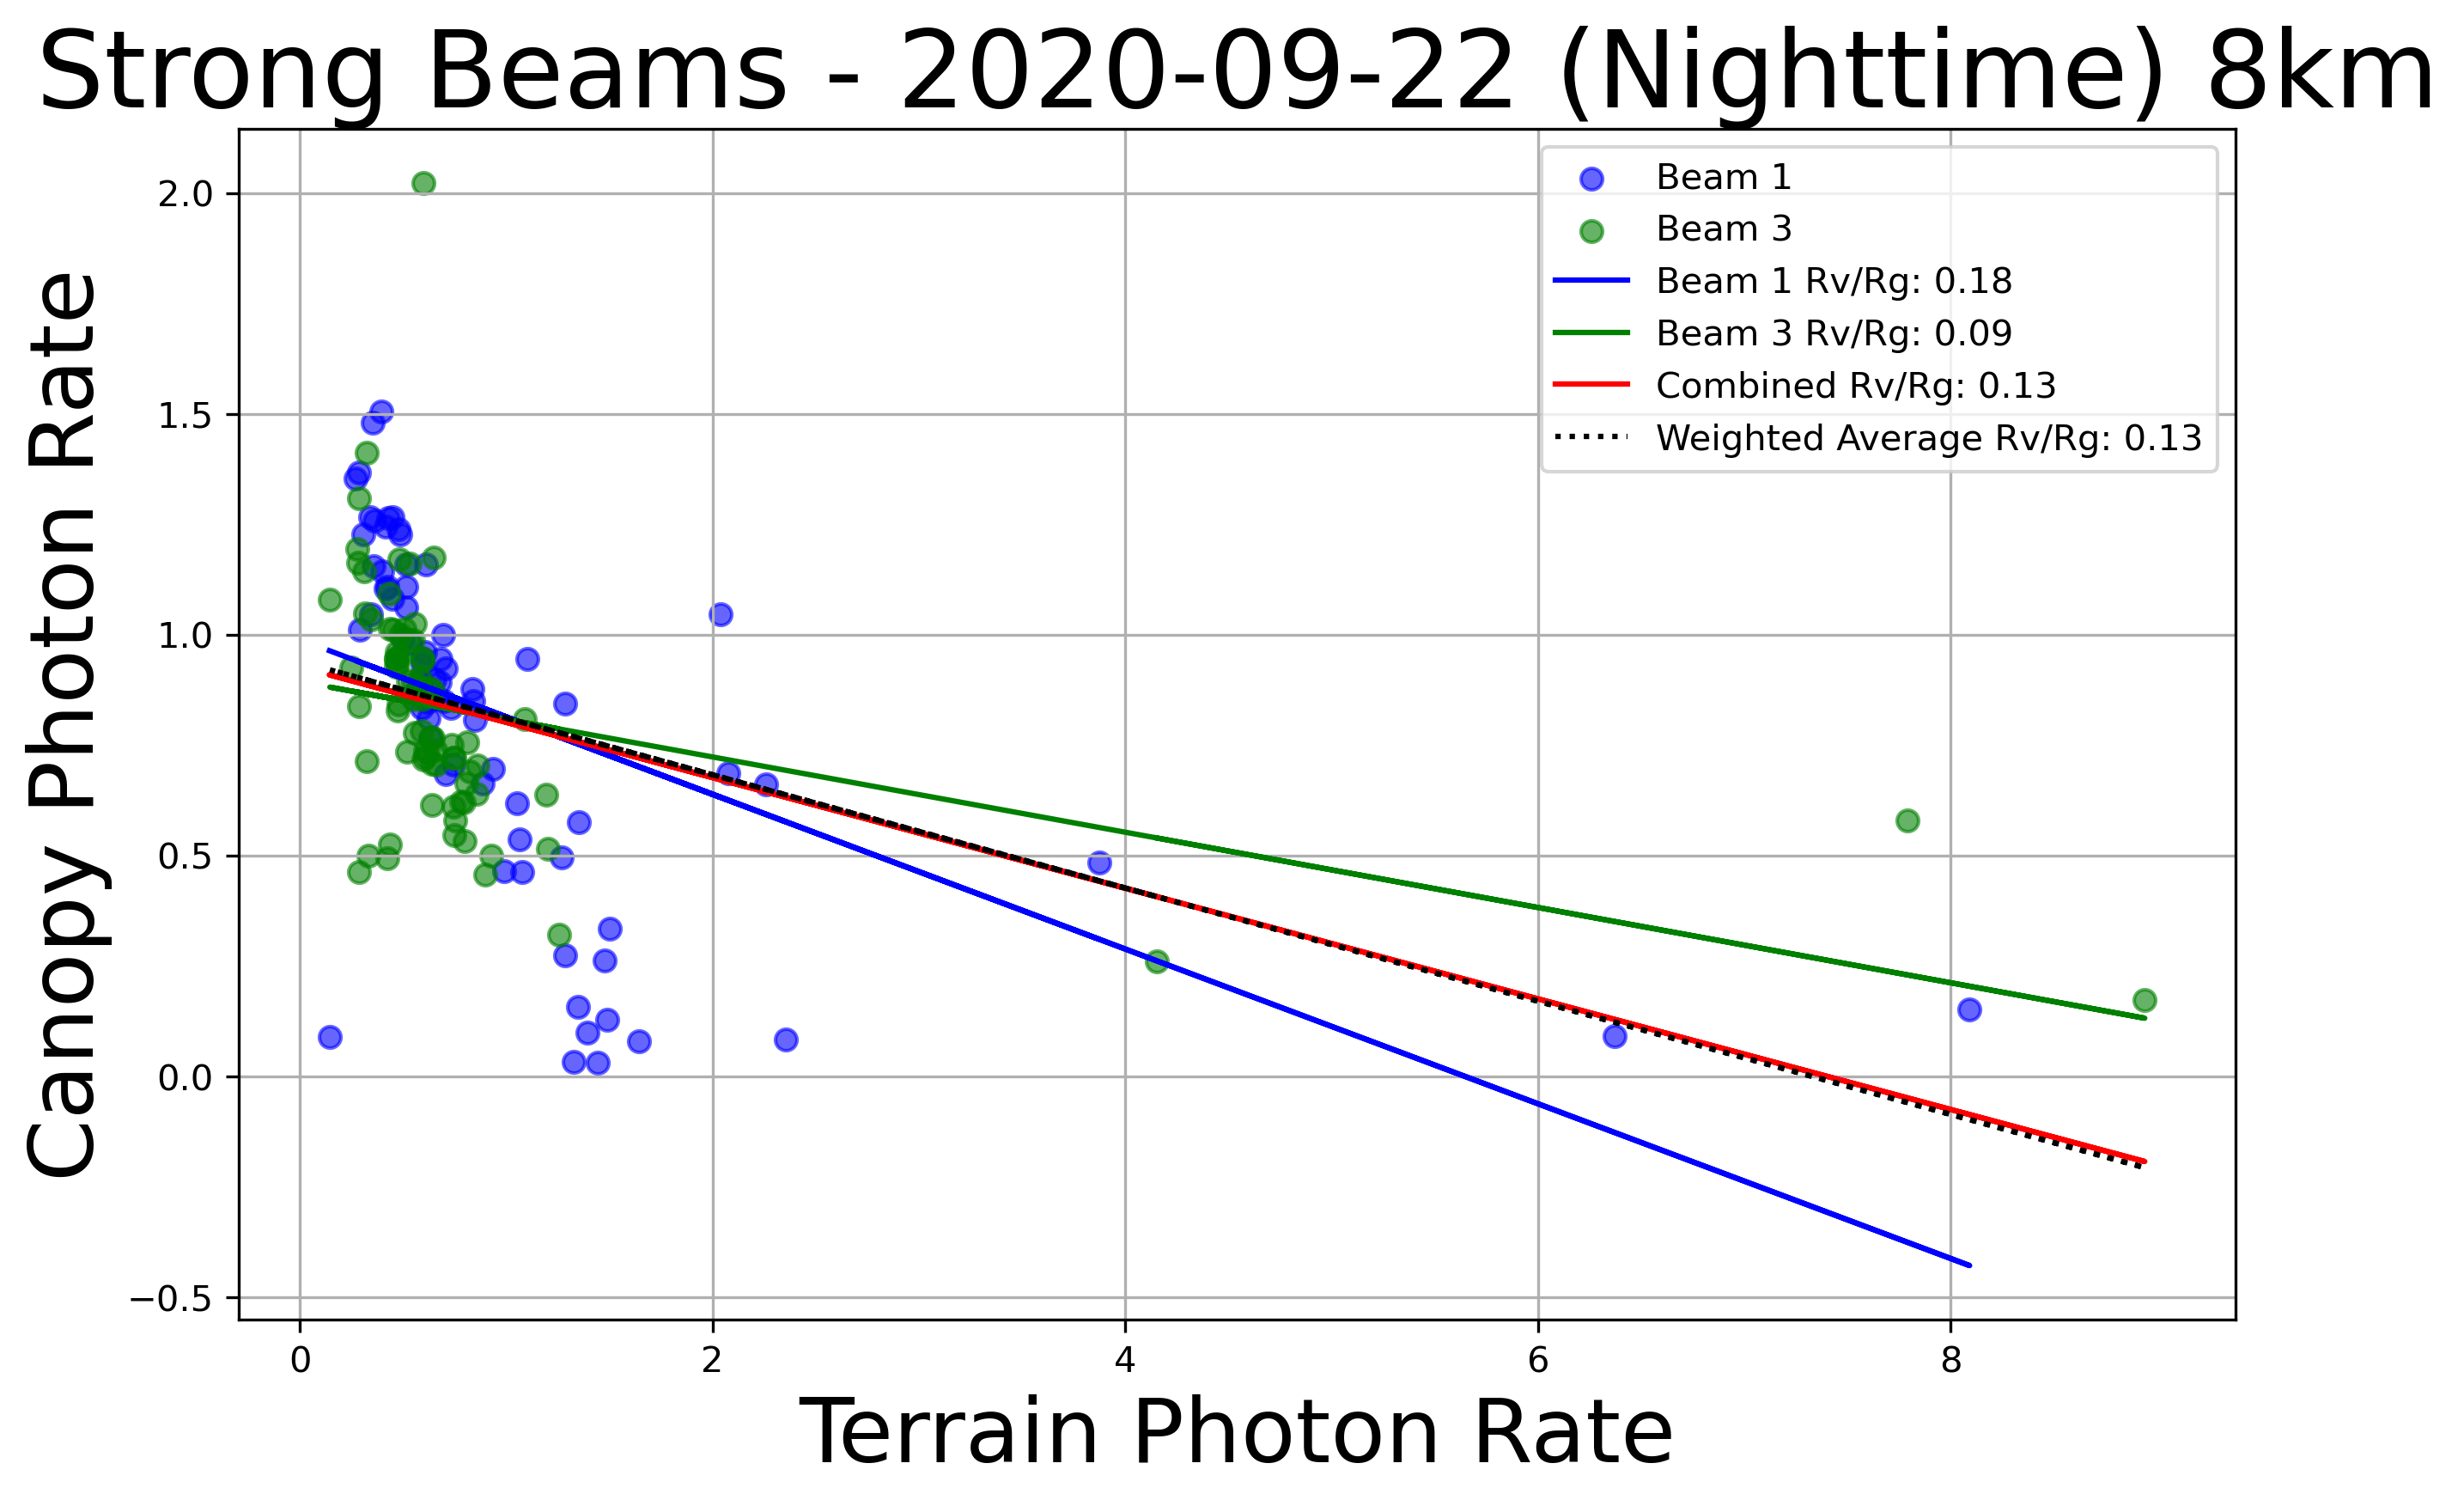 Strong Beams - 2020-09-22 (Nighttime) 8km
Canopy Photon Rate
2.0
1.5
1.0
0.5
0.0
−0.5
Beam 1
Beam 3
Beam 1 Rv/Rg: 0.18
Beam 3 Rv/Rg: 0.09
Combined Rv/Rg: 0.13
Weighted Average Rv/Rg: 0.13
0 2 4 6 8
Terrain Photon Rate